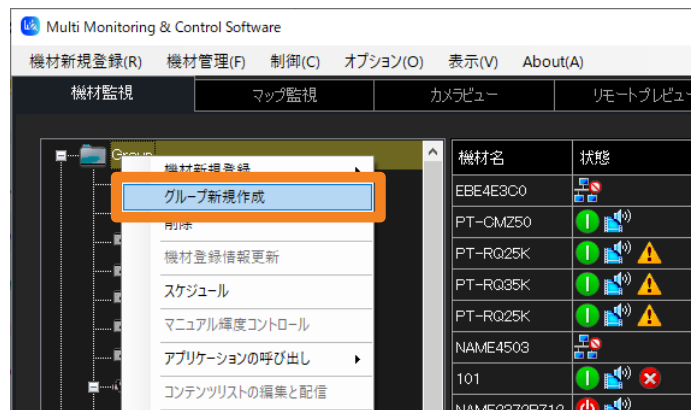 Multi Monitoring & Control Software
機材新規登録(R) 機材管理(F) 制御(C) オプション(O) 表示(V) About(A)
機材監視 マップ監視 カメラビュー リモートプレビュー
Group
機材新規登録
グループ新規作成
削除
機材登録情報更新
スケジュール
マニュアル輝度コントロール
アプリケーションの呼び出し
コンテンツリストの編集と配信
機材名 状態
EBE4E3C0
PT-CMZ50
PT-RQ25K
PT-RQ35K
PT-RQ25K
NAME4503
101